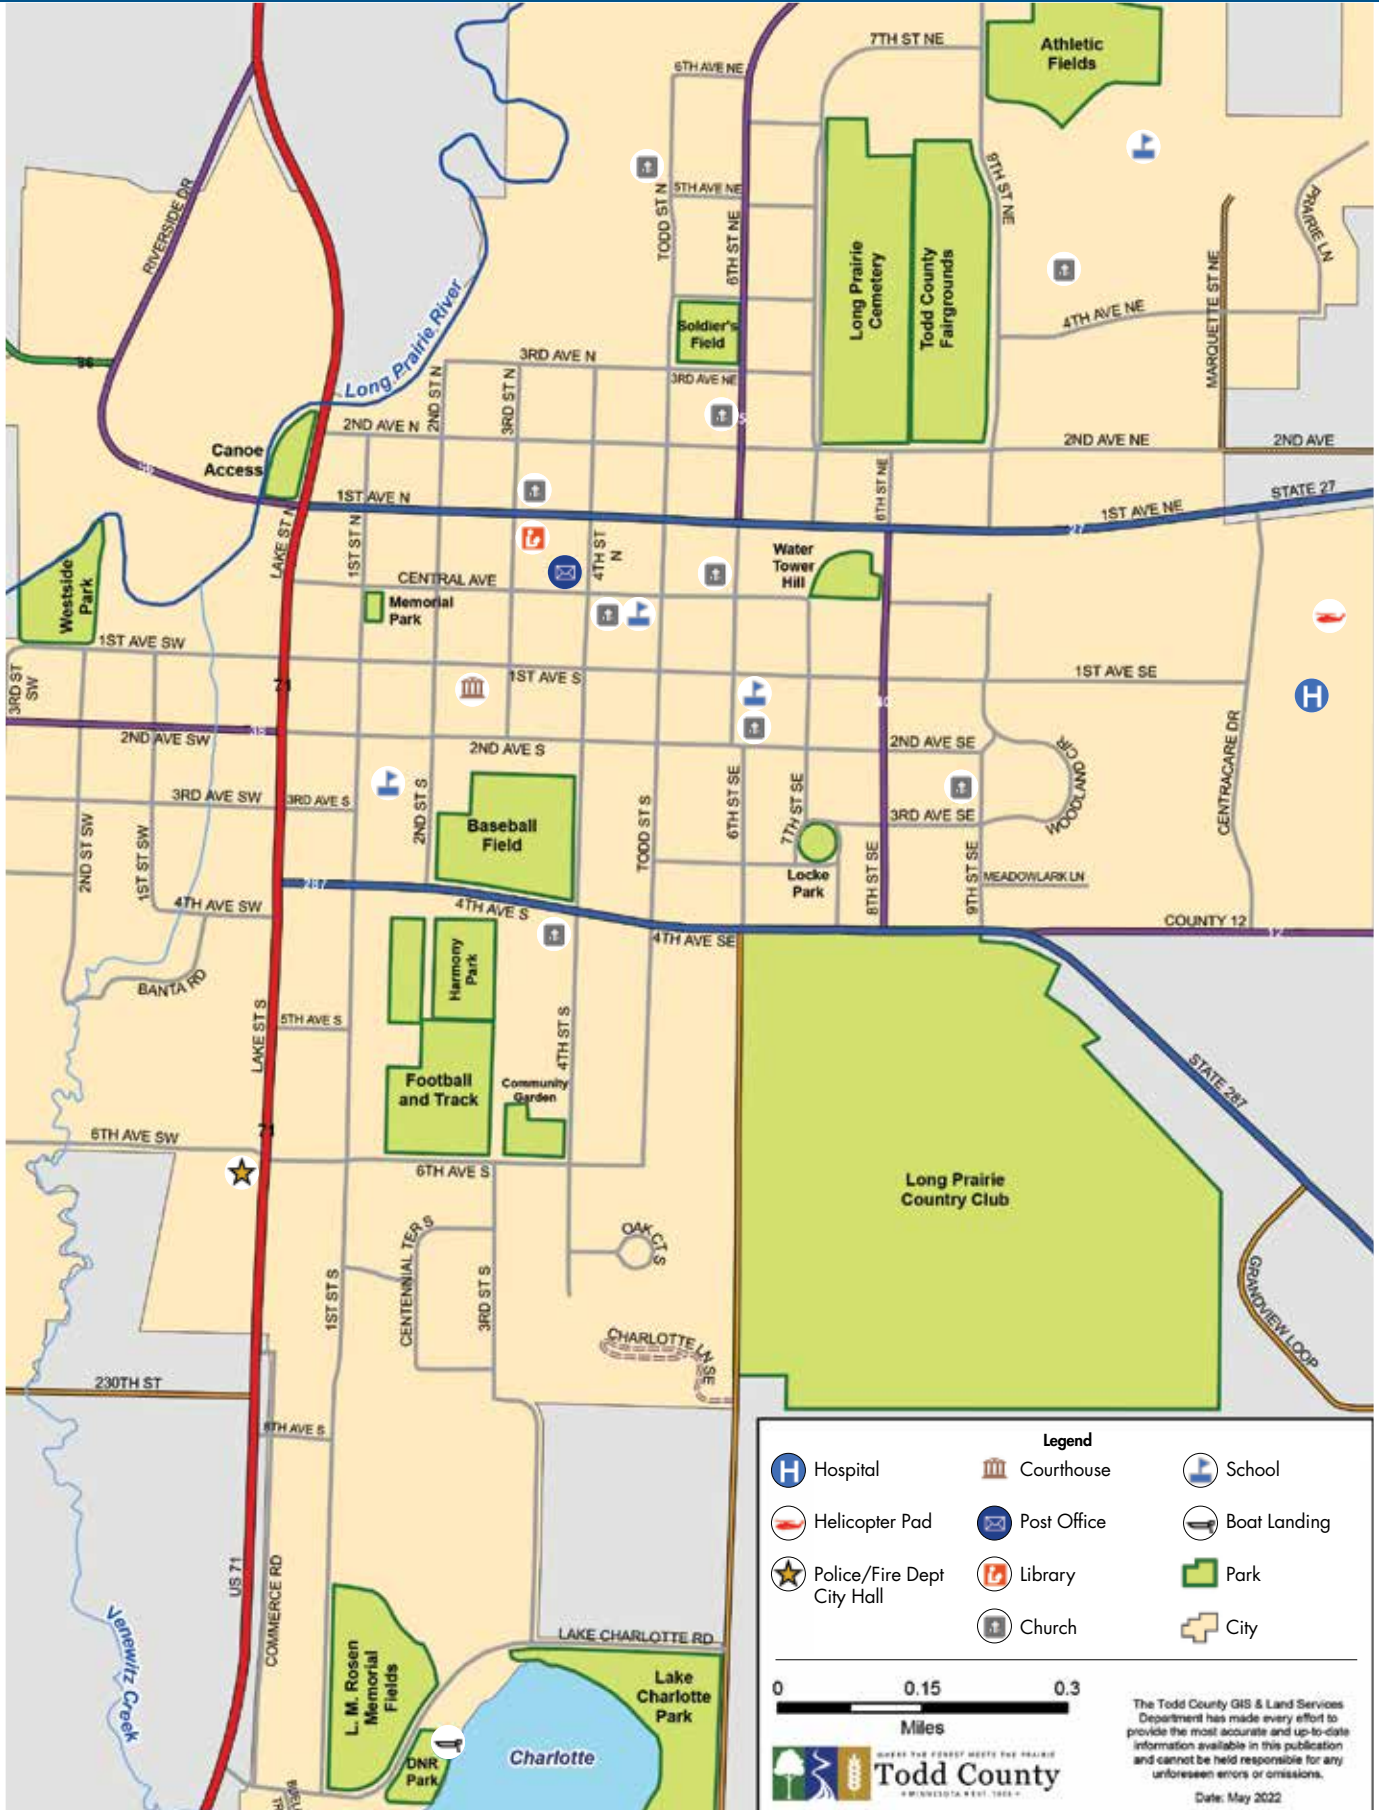 7TH ST NE
Athletic
Fields
6TH AVE NE
5TH AVE NE
9TH ST NE
RIVERSIDE DR
TODD ST N
6TH ST NE
PRAIRIE LN
Long Prairie
Cemetery
Todd County
Fairgrounds
MARQUETTE ST NE
4TH AVE NE
Long Prairie River
Soldier's
Field
36
3RD AVE N
3RD AVE NE
2ND ST N
3RD ST N
2ND AVE N
2ND AVE NE
2ND AVE
Canoe
Access
56
1ST AVE N
6TH ST NE
STATE 27
1ST AVE NE
27
LAKE ST N
1ST ST N
4TH ST
N
Water
Tower
Hill
CENTRAL AVE
Westside
Park
Memorial
Park
1ST AVE SW
1ST AVE S
1ST AVE SE
3RD ST
SW
71
38
2ND AVE SW
2ND AVE S
2ND AVE SE
WOODLAND CIR
CENTRACARE DR
3RD AVE SW
3RD AVE S
2ND ST S
Baseball
Field
TODD ST S
6TH ST SE
7TH ST SE
3RD AVE SE
2ND ST SW
1ST ST SW
Locke
Park
8TH ST SE
9TH ST SE
MEADOWLARK LN
287
4TH AVE SW
4TH AVE S
4TH AVE SE
COUNTY 12
12
BANTA RD
Harmony
Park
LAKE ST S
5TH AVE S
4TH ST S
Football
and Track
Community
Garden
STATE 287
71
6TH AVE SW
6TH AVE S
Long Prairie
Country Club
CENTENNIAL TER S
OAK CT S
1ST ST S
3RD ST S
CHARLOTTE LN SE
GRANDVIEW LOOP
230TH ST
8TH AVE S
US 71
COMMERCE RD
Venewitz Creek
LAKE CHARLOTTE RD
L. M. Rosen
Memorial
Fields
Lake
Charlotte
Park
DNR
Park
Charlotte
Legend
Hospital
Courthouse
School
Helicopter Pad
Post Office
Boat Landing
Police/Fire Dept
City Hall
Library
Park
Church
City
0 0.15 0.3
Miles
WHERE THE FOREST MEETS THE PRAIRIE
Todd County
MINNESOTA
The Todd County GIS & Land Services
Department has made every effort to
provide the most accurate and up-to-date
information available in this publication
and cannot be held responsible for any
unforeseen errors or omissions.
Date: May 2022